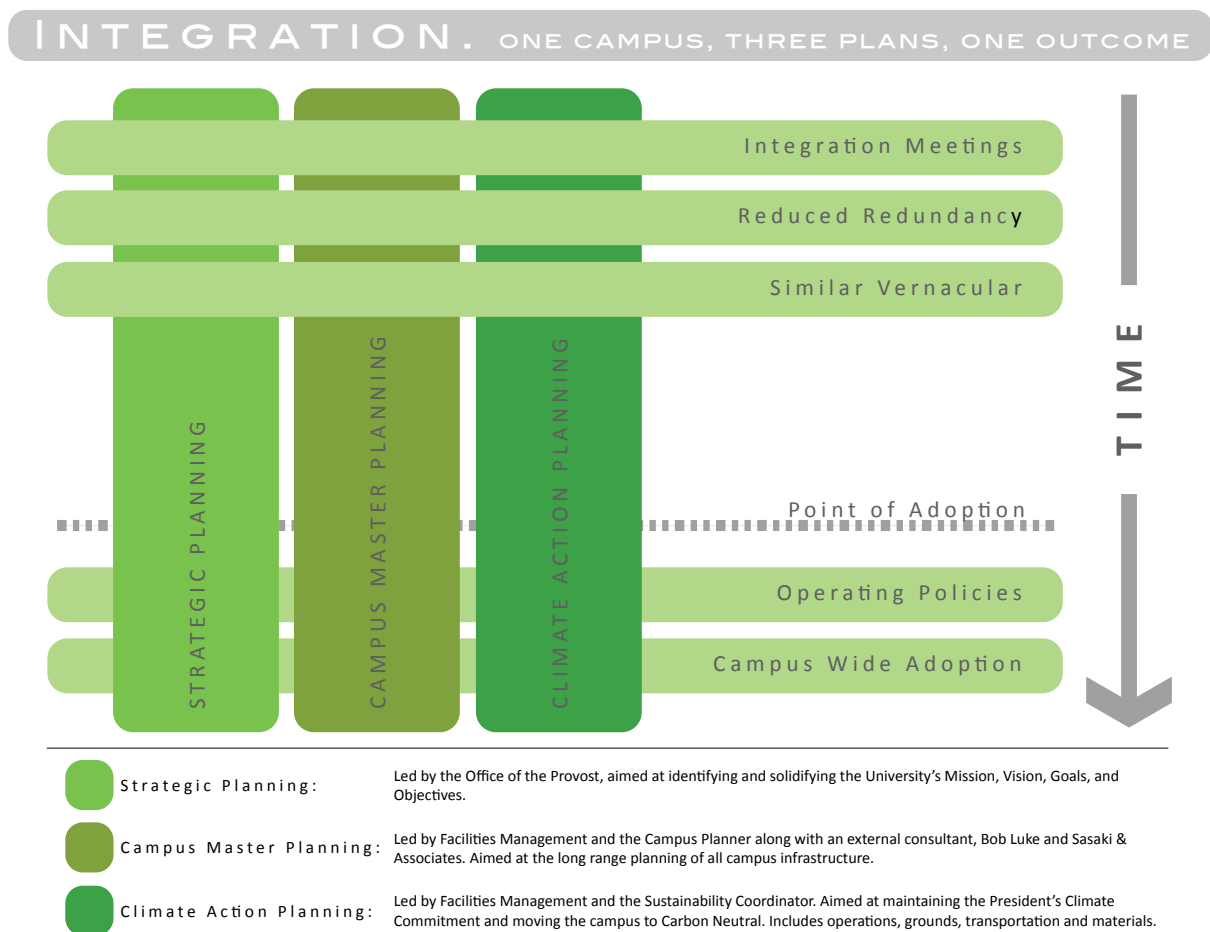 INTEGRATION. ONE CAMPUS, THREE PLANS, ONE OUTCOME
Integration Meetings
Reduced Redundancy
Similar Vernacular
TIME
STRATEGIC PLANNING
CAMPUS MASTER PLANNING
CLIMATE ACTION PLANNING
Point of Adoption
Operating Policies
Campus Wide Adoption
Strategic Planning:
Led by the Office of the Provost, aimed at identifying and solidifying the University's Mission, Vision, Goals, and
Objectives.
Campus Master Planning:
Led by Facilities Management and the Campus Planner along with an external consultant, Bob Luke and Sasaki &
Associates. Aimed at the long range planning of all campus infrastructure.
Climate Action Planning:
Led by Facilities Management and the Sustainability Coordinator. Aimed at maintaining the President's Climate
Commitment and moving the campus to Carbon Neutral. Includes operations, grounds, transportation and materials.